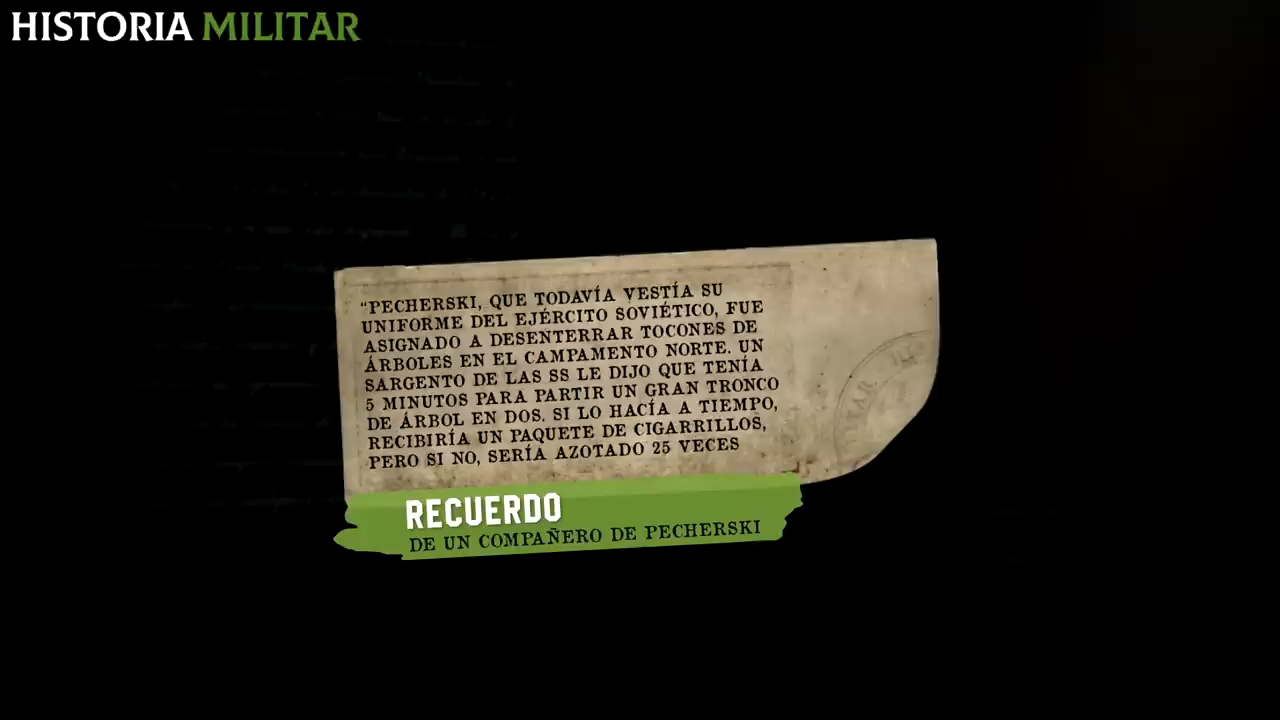 HISTORIA MILITAR
"PECHERSKI, QUE TODAVÍA VESTÍA SU
UNIFORME DEL EJÉRCITO SOVIÉTICO, FUE
ASIGNADO A DESENTERRAR TOCONES DE
ÁRBOLES EN EL CAMPAMENTO NORTE. UN
SARGENTO DE LAS SS LE DIJO QUE TENÍA
5 MINUTOS PARA PARTIR UN GRAN TRONCO
DE ÁRBOL EN DOS. SI LO HACÍA A TIEMPO,
RECIBIRÍA UN PAQUETE DE CIGARRILLOS,
PERO SI NO, SERÍA AZOTADO 25 VECES
RECUERDO
DE UN COMPAÑERO DE PECHERSKI